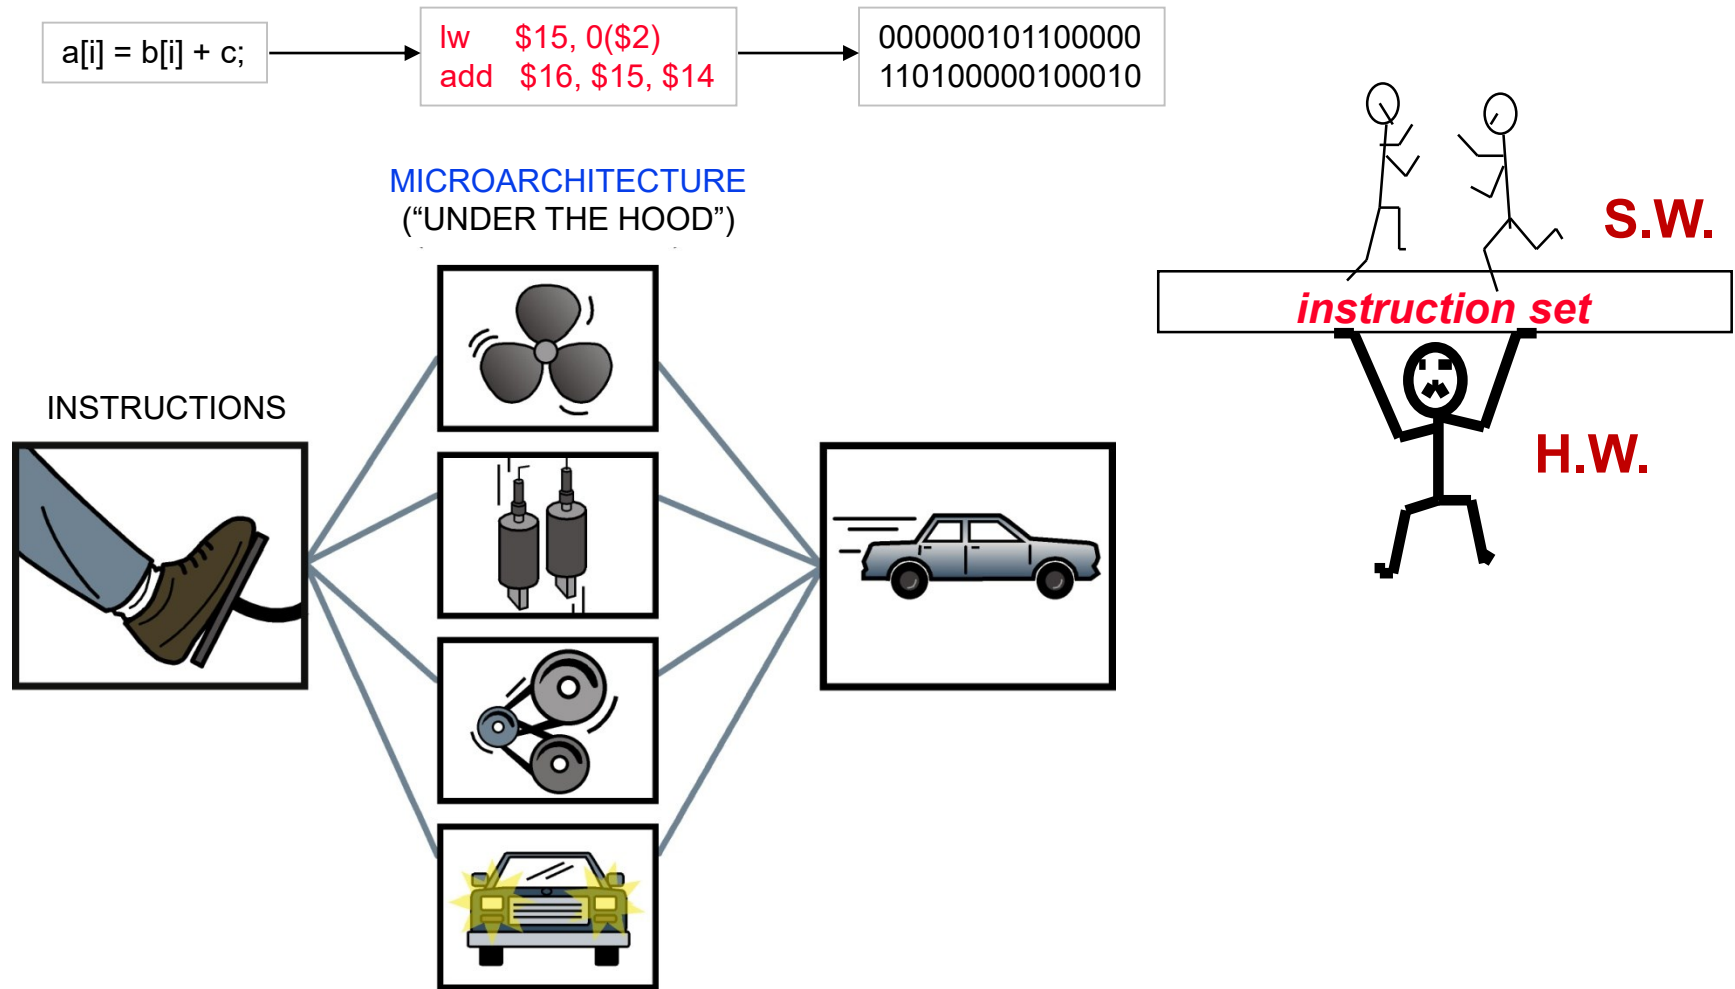 a[i] = b[i] + c;
lw $15, 0($2)
add $16, $15, $14
000000101100000
110100000100010
MICROARCHITECTURE
(“UNDER THE HOOD”)
INSTRUCTIONS
S.W.
instruction set
H.W.